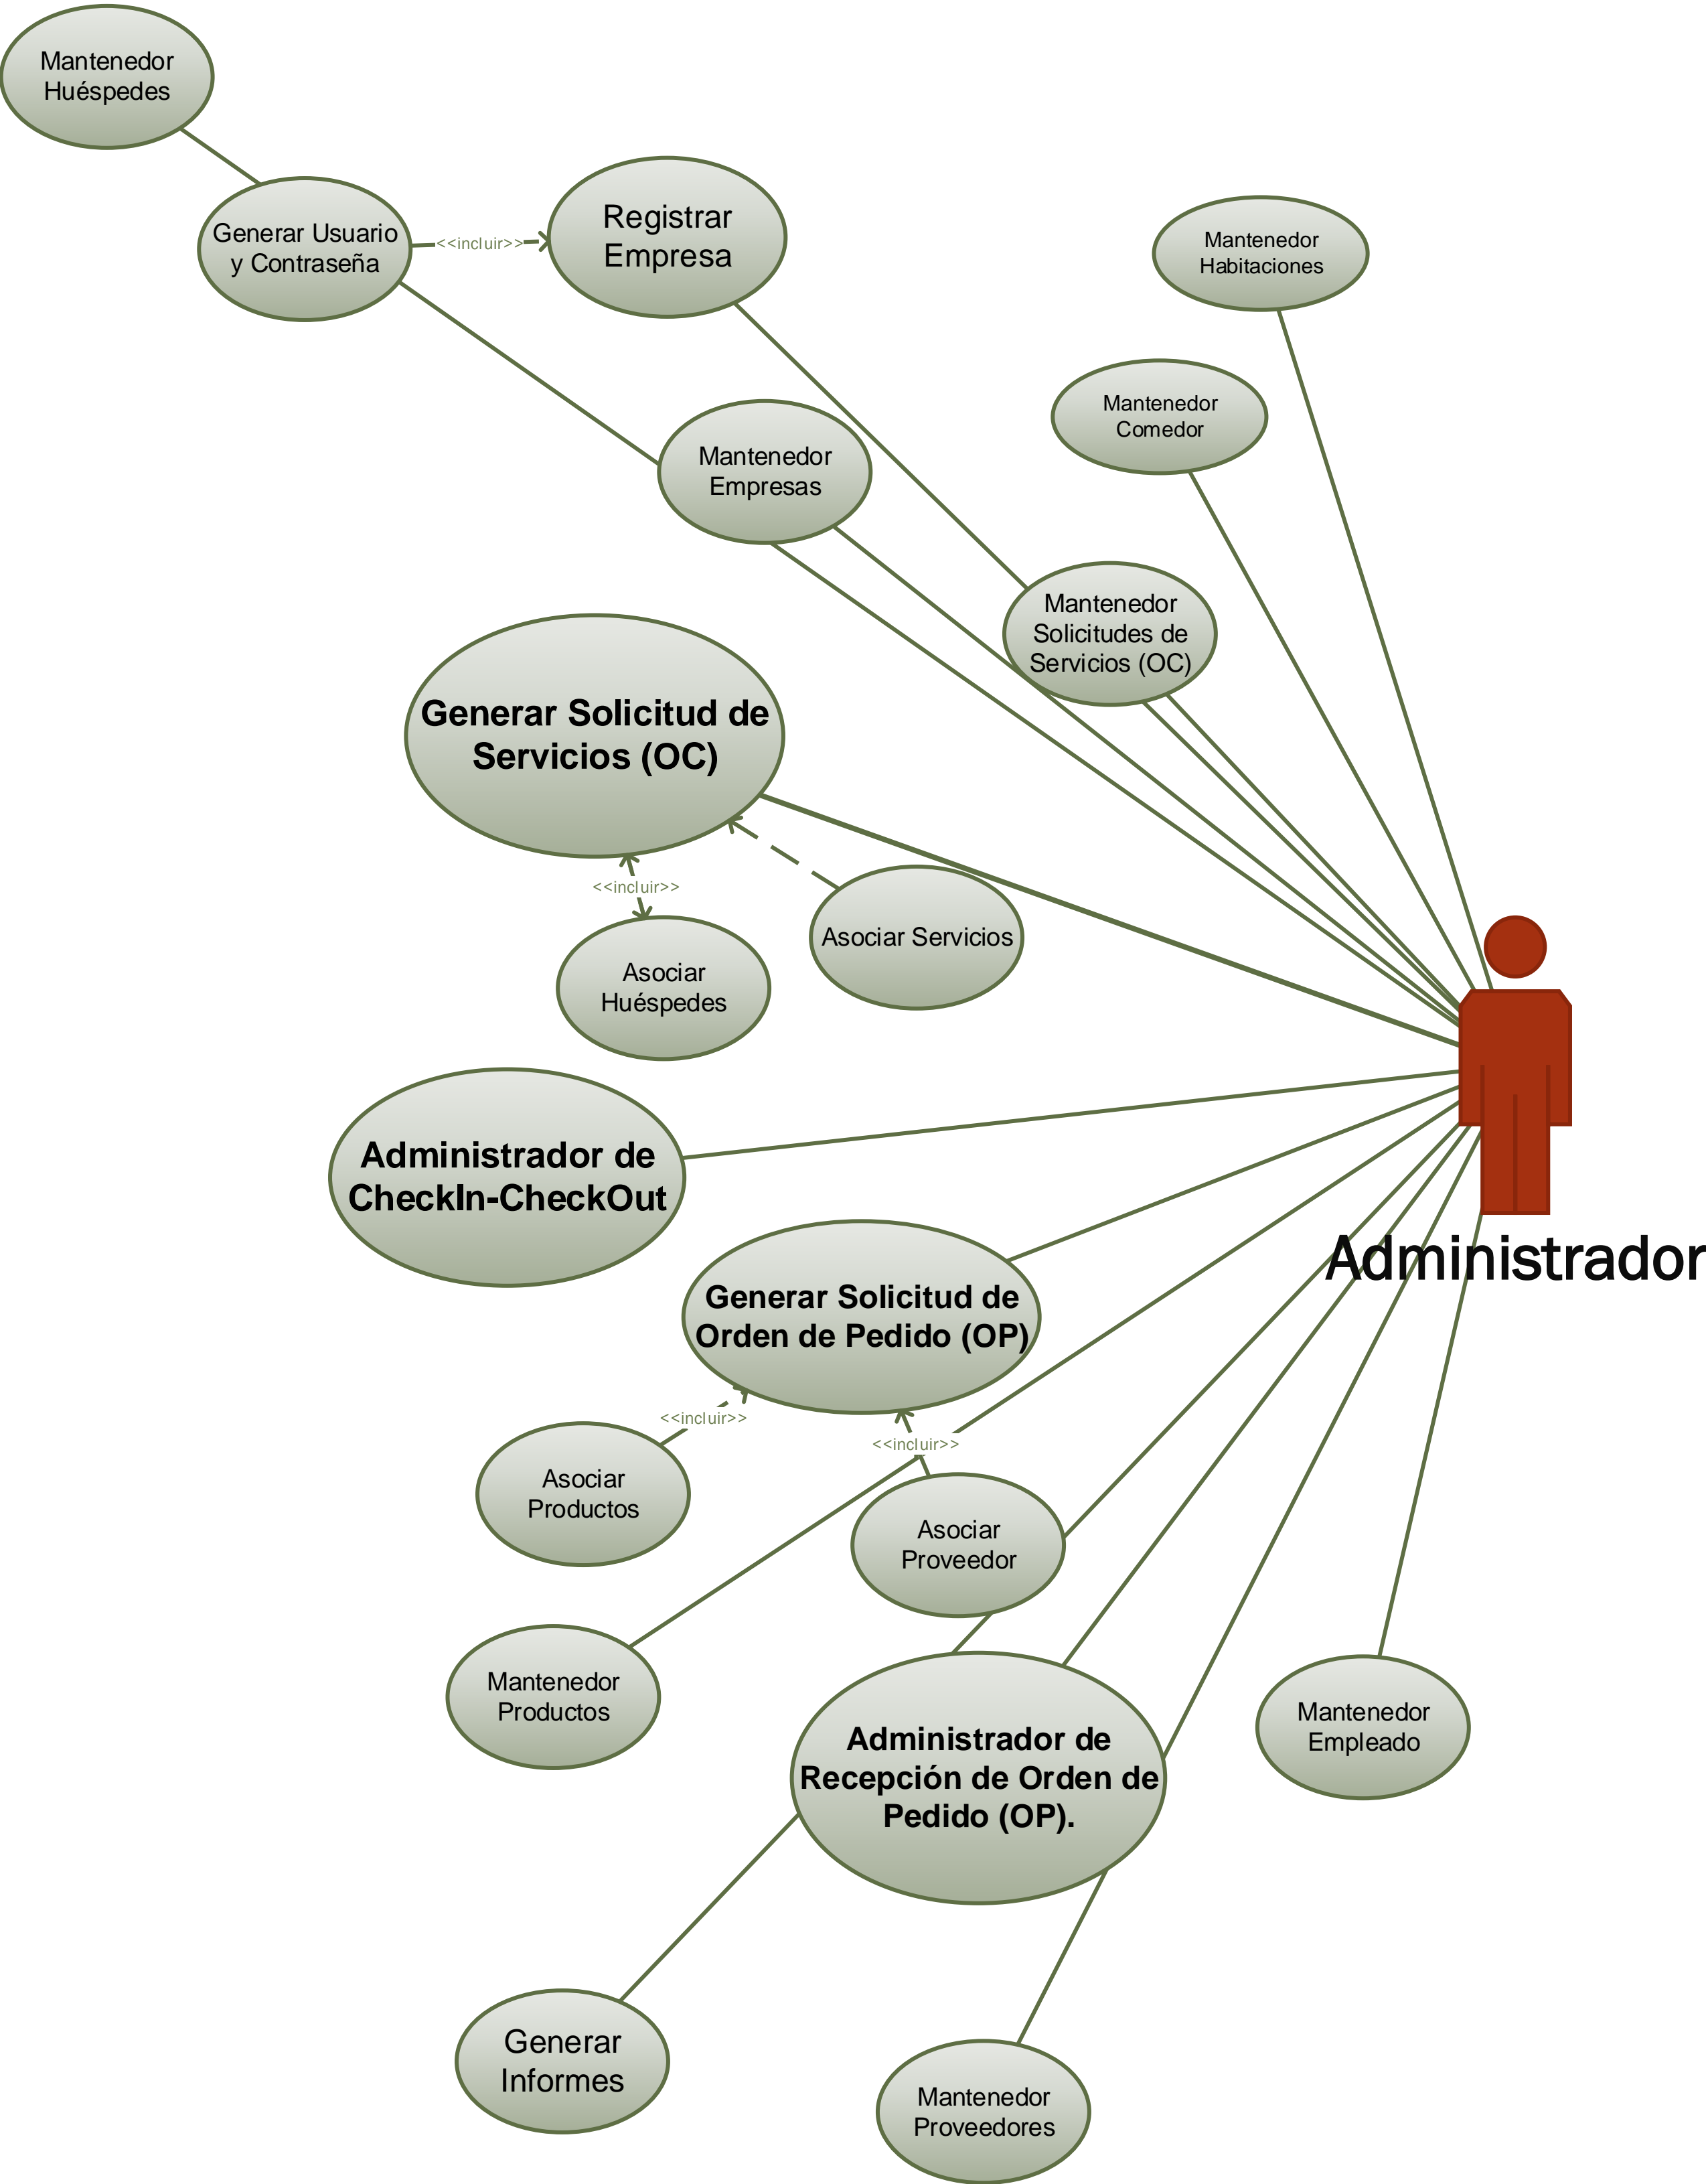 Mantenedor
Huéspedes
Generar Usuario
y Contraseña
<<incluir>>
Registrar
Empresa
Mantenedor
Habitaciones
Mantenedor
Comedor
Mantenedor
Empresas
Mantenedor
Solicitudes de
Servicios (OC)
Generar Solicitud de
Servicios (OC)
<<incluir>>
Asociar Servicios
Asociar
Huéspedes
Administrador de
CheckIn-CheckOut
Administrador
Generar Solicitud de
Orden de Pedido (OP)
<<incluir>>
<<incluir>>
Asociar
Productos
Asociar
Proveedor
Mantenedor
Productos
Mantenedor
Empleado
Administrador de
Recepción de Orden de
Pedido (OP).
Generar
Informes
Mantenedor
Proveedores